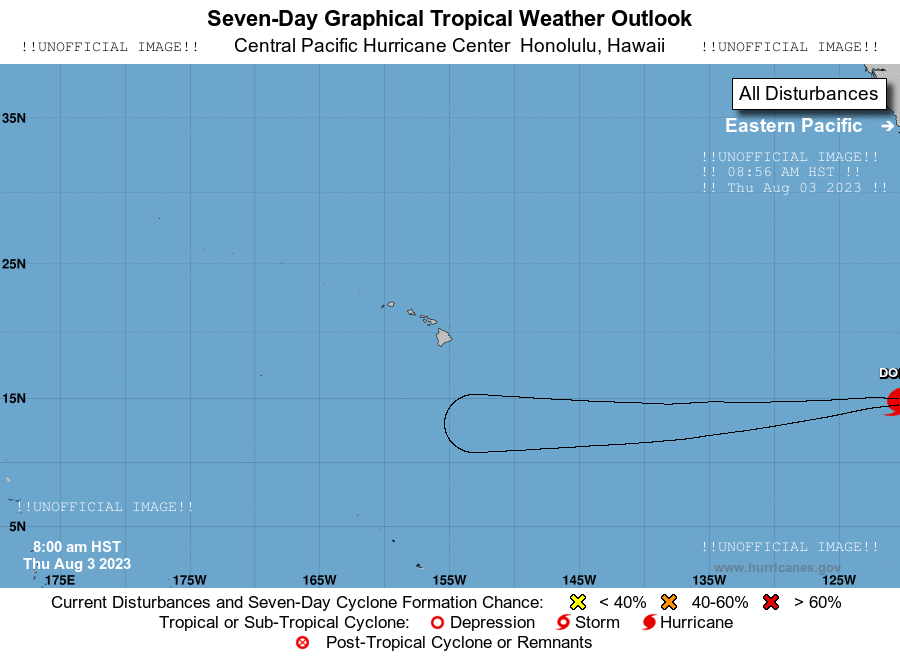 Seven-Day Graphical Tropical Weather Outlook
!!UNOFFICIAL IMAGE!! Central Pacific Hurricane Center Honolulu, Hawaii !!UNOFFICIAL IMAGE!!
All Disturbances
35N
Eastern Pacific
!!UNOFFICIAL IMAGE!!
!! 08:56 AM HST !!
!! Thu Aug 03 2023 !!
25N
DO
15N
!!UNOFFICIAL IMAGE!!
5N
8:00 am HST
Thu Aug 3 2023
!!UNOFFICIAL IMAGE!!
www.hurricanes.gov
175E 175W 165W 155W 145W 135W 125W
Current Disturbances and Seven-Day Cyclone Formation Chance: < 40% 40-60% > 60%
Tropical or Sub-Tropical Cyclone: Depression Storm Hurricane
Post-Tropical Cyclone or Remnants